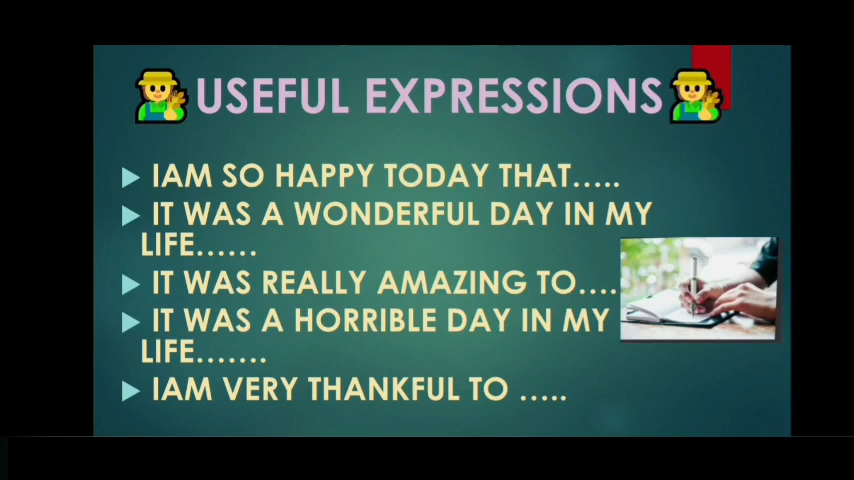 USEFUL EXPRESSIONS
IAM SO HAPPY TODAY THAT.....
IT WAS A WONDERFUL DAY IN MY
LIFE......
IT WAS REALLY AMAZING TO....
IT WAS A HORRIBLE DAY IN MY
LIFE.......
IAM VERY THANKFUL TO .....